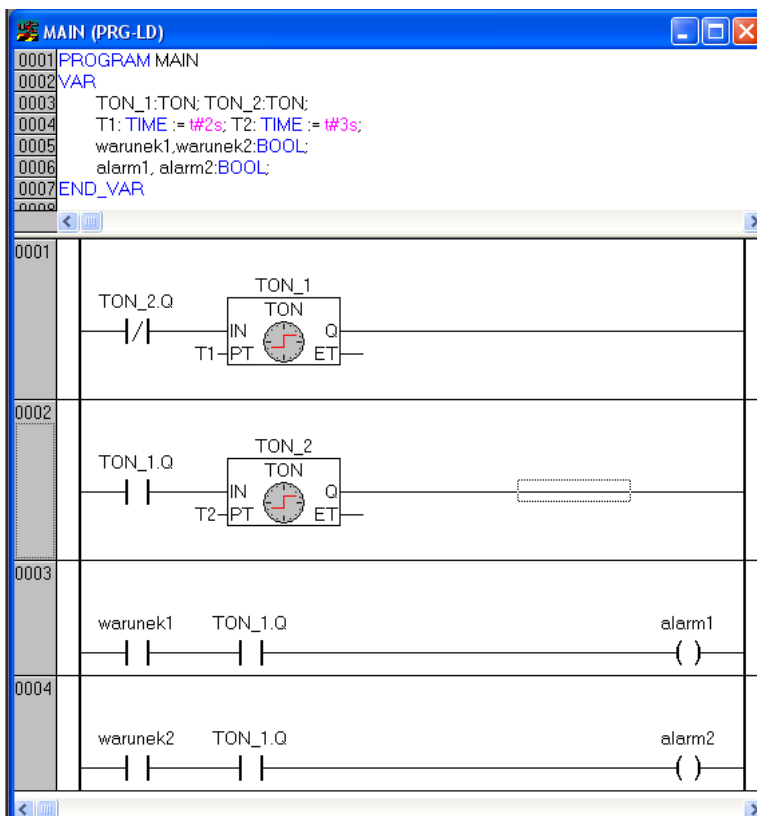 MAIN (PRG-LD)
0001 PROGRAM MAIN
0002 VAR
0003 TON_1:TON; TON_2:TON;
0004 T1: TIME := t#2s; T2: TIME := t#3s;
0005 warunek1,warunek2:BOOL;
0006 alarm1, alarm2:BOOL;
0007 END_VAR
0008
0001
TON_1
TON_2.Q TON
IN Q
T1 PT ET
0002
TON_2
TON_1.Q TON
IN Q
T2 PT ET
0003
warunek1 TON_1.Q alarm1
0004
warunek2 TON_1.Q alarm2